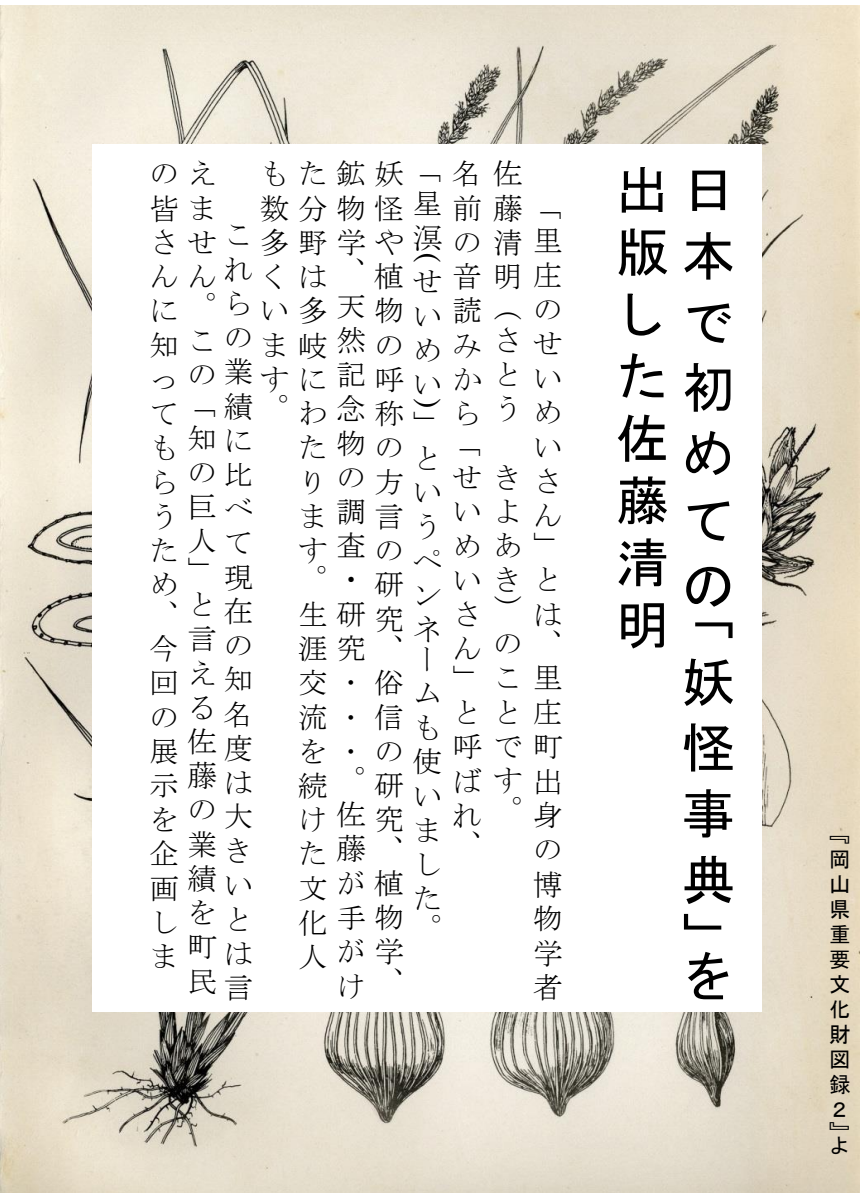 日本で初めての「妖怪事典」を
出版した佐藤清明
「里庄のせいめいさん」とは、里庄町出身の博物学者
佐藤清明（さとう　きよあき）のことです。
名前の音読みから「せいめいさん」と呼ばれ、
「星溟(せいめい)」というペンネームも使いました。
妖怪や植物の呼称の方言の研究、俗信の研究、植物学、
鉱物学、天然記念物の調査・研究・・・。佐藤が手がけ
た分野は多岐にわたります。生涯交流を続けた文化人
も数多くいます。
これらの業績に比べて現在の知名度は大きいとは言
えません。この「知の巨人」と言える佐藤の業績を町民
の皆さんに知ってもらうため、今回の展示を企画しま
『岡山県重要文化財図録２』よ